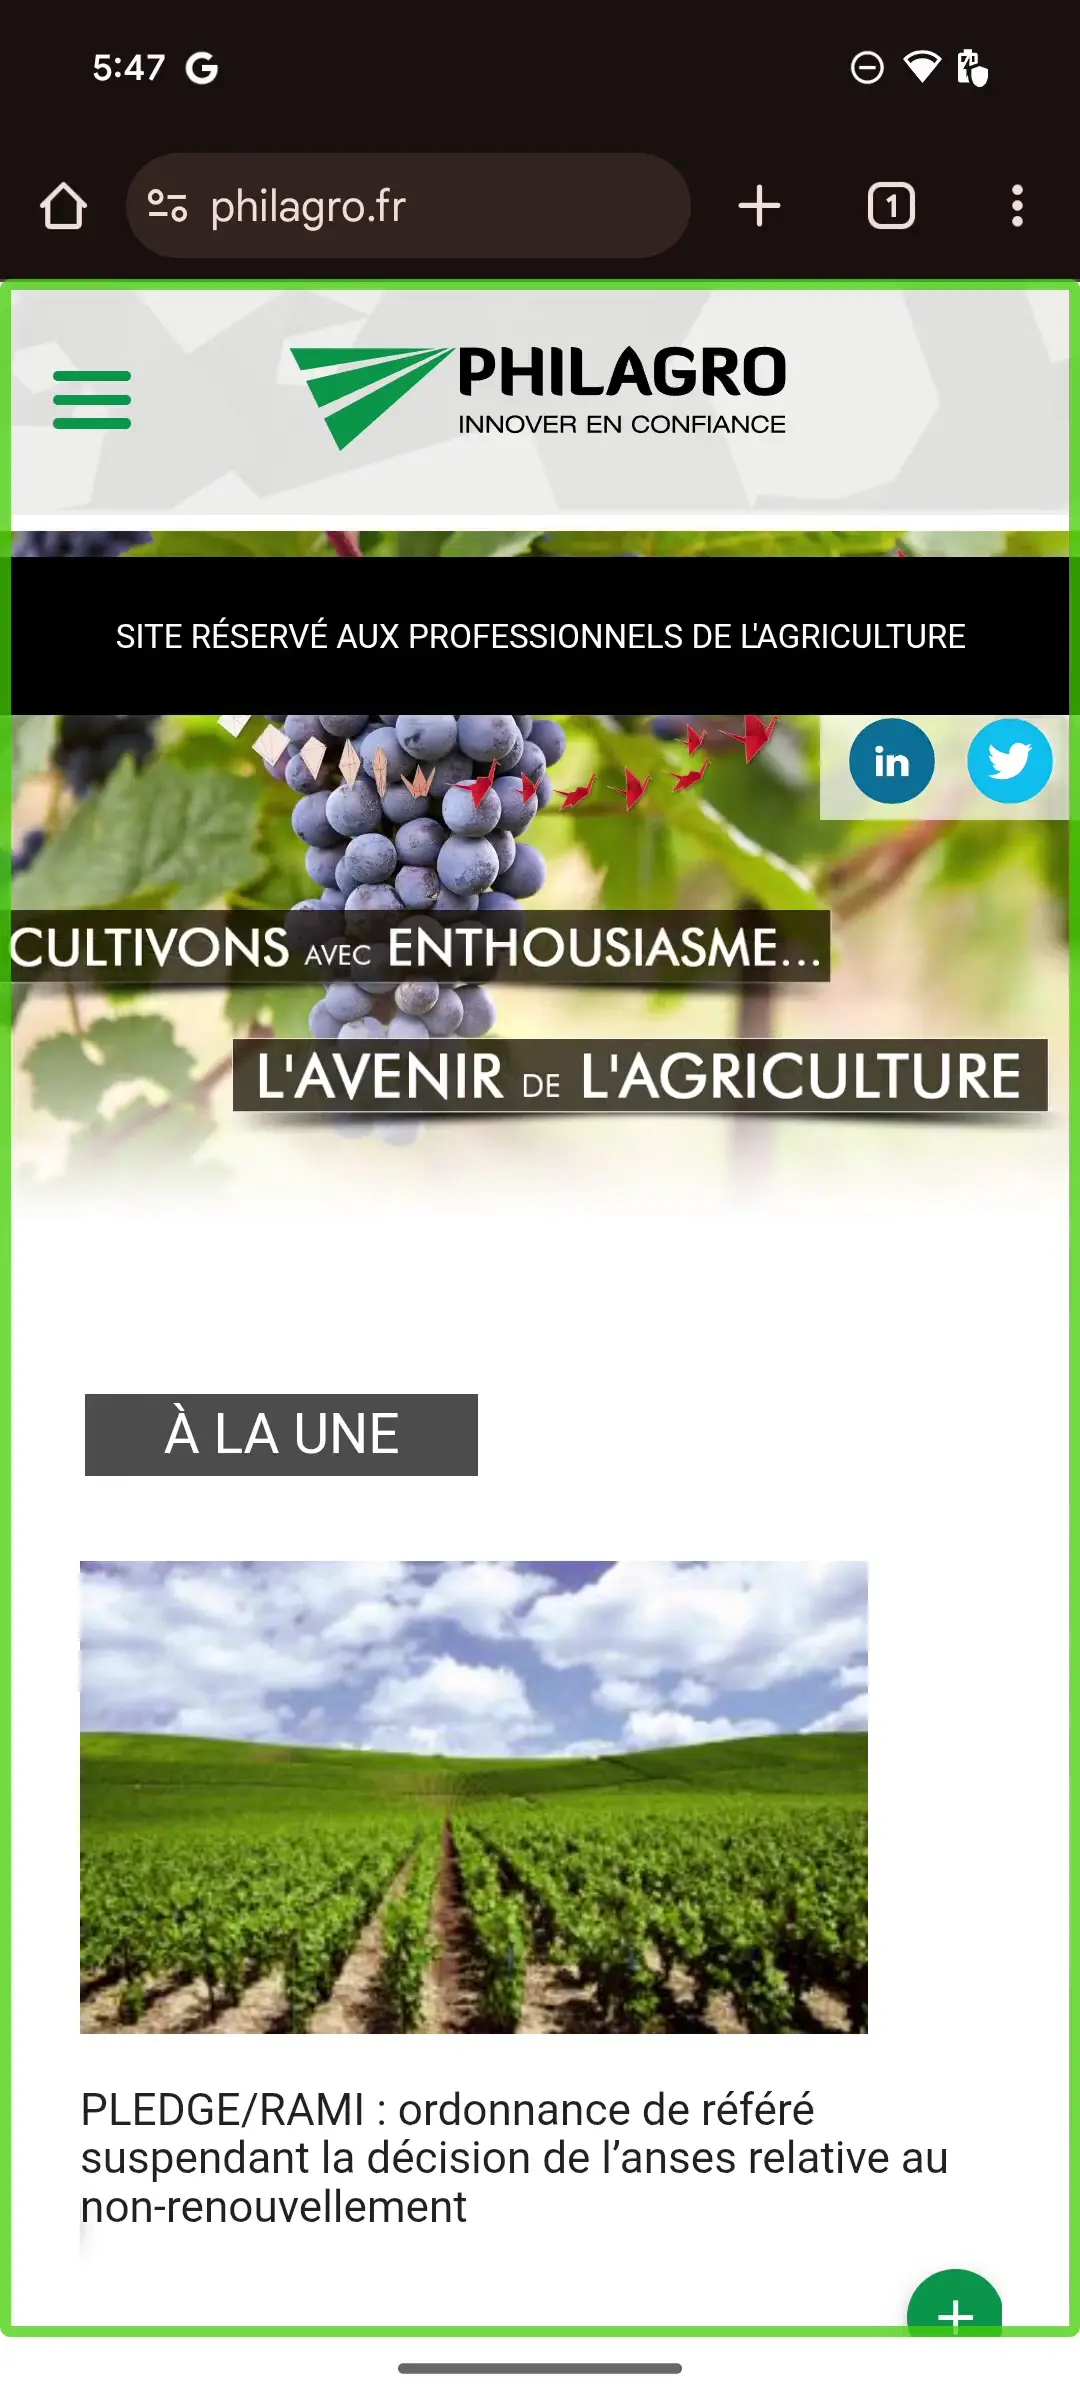 5:47
philagro.fr
1
PHILAGRO
INNOVER EN CONFIANCE
SITE RÉSERVÉ AUX PROFESSIONNELS DE L'AGRICULTURE
in
CULTIVONS AVEC ENTHOUSIASME...
L'AVENIR DE L'AGRICULTURE
À LA UNE
PLEDGE/RAMI : ordonnance de référé
suspendant la décision de l’anses relative au
non-renouvellement